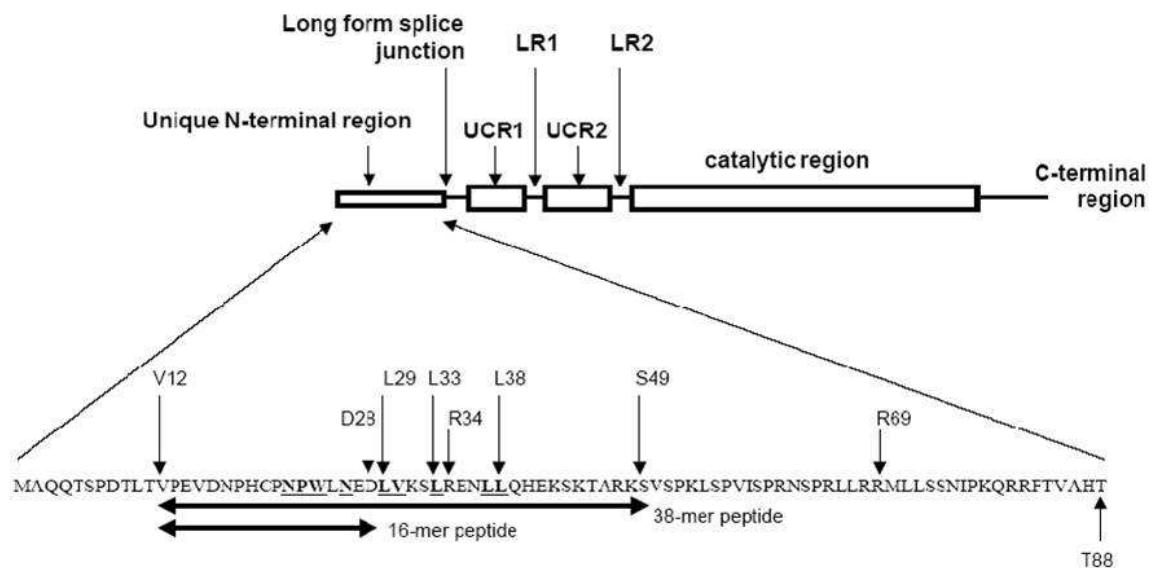 Long form splice
junction
LR1
LR2
Unique N-terminal region
UCR1
UCR2
catalytic region
C-terminal
region
V12
L29
L33
L38
S49
D28
R34
R69
MAQQTSPDTLTVPEVDNPHCPNPWLNEDLVKSLRENLLQHEKSKTARKSVSPKLSPVISPRNSPRLLRRMLLSSNIPKQRRFTVAHT
38-mer peptide
16-mer peptide
T88